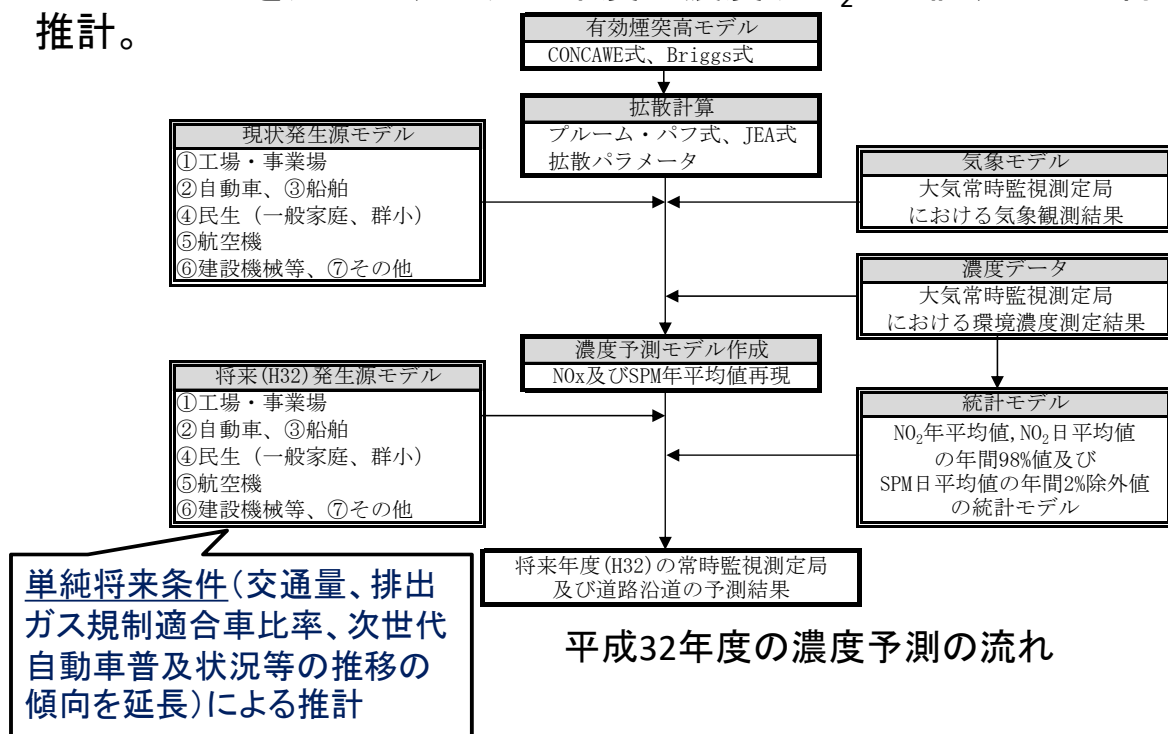 推計。
有効煙突高モデル
CONCAWE式、Briggs式
拡散計算
プルーム・パフ式、JEA式
拡散パラメータ
現状発生源モデル
①工場・事業場
②自動車、③船舶
④民生（一般家庭、群小）
⑤航空機
⑥建設機械等、⑦その他
気象モデル
大気常時監視測定局
における気象観測結果
濃度データ
大気常時監視測定局
における環境濃度測定結果
濃度予測モデル作成
NOx及びSPM年平均値再現
将来(H32)発生源モデル
①工場・事業場
②自動車、③船舶
④民生（一般家庭、群小）
⑤航空機
⑥建設機械等、⑦その他
統計モデル
NO₂年平均値,NO₂日平均値
の年間98%値及び
SPM日平均値の年間2%除外値
の統計モデル
将来年度(H32)の常時監視測定局
及び道路沿道の予測結果
単純将来条件(交通量、排出
ガス規制適合車比率、次世代
自動車普及状況等の推移の
傾向を延長)による推計
平成32年度の濃度予測の流れ